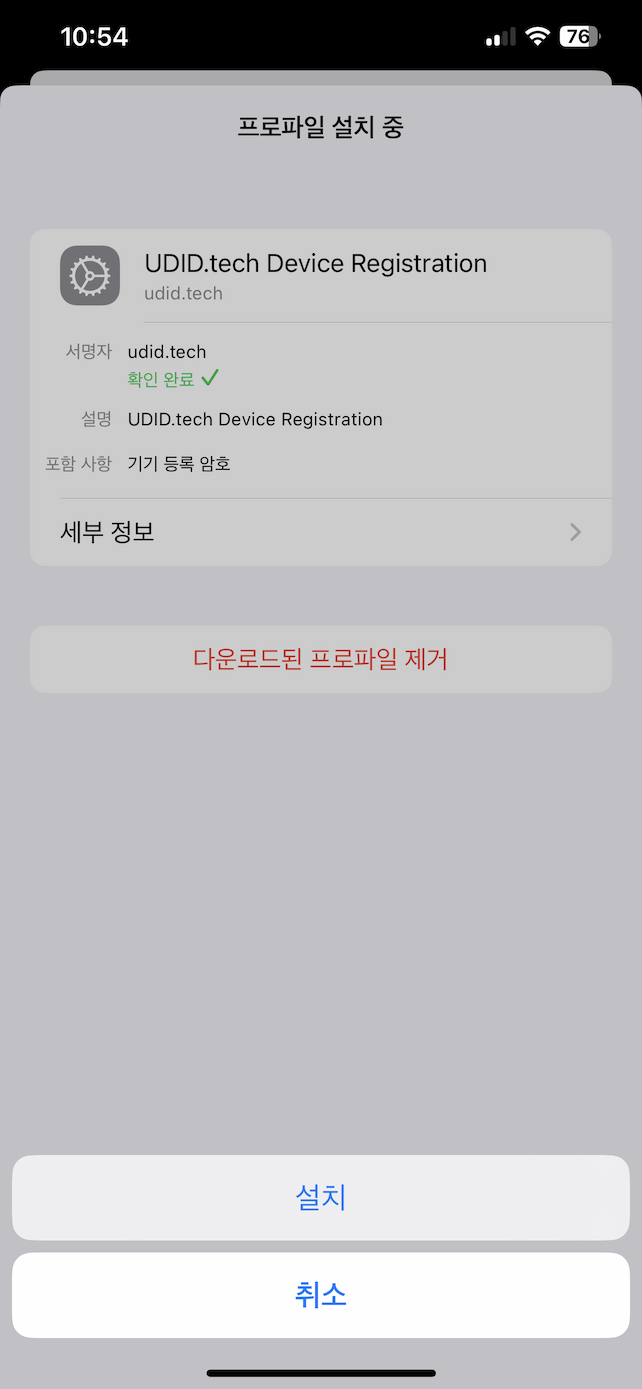 10:54
76
프로파일 설치 중
UDID.tech Device Registration
udid.tech
서명자 udid.tech
확인 완료
설명 UDID.tech Device Registration
포함 사항 기기 등록 암호
세부 정보
다운로드된 프로파일 제거
설치
취소